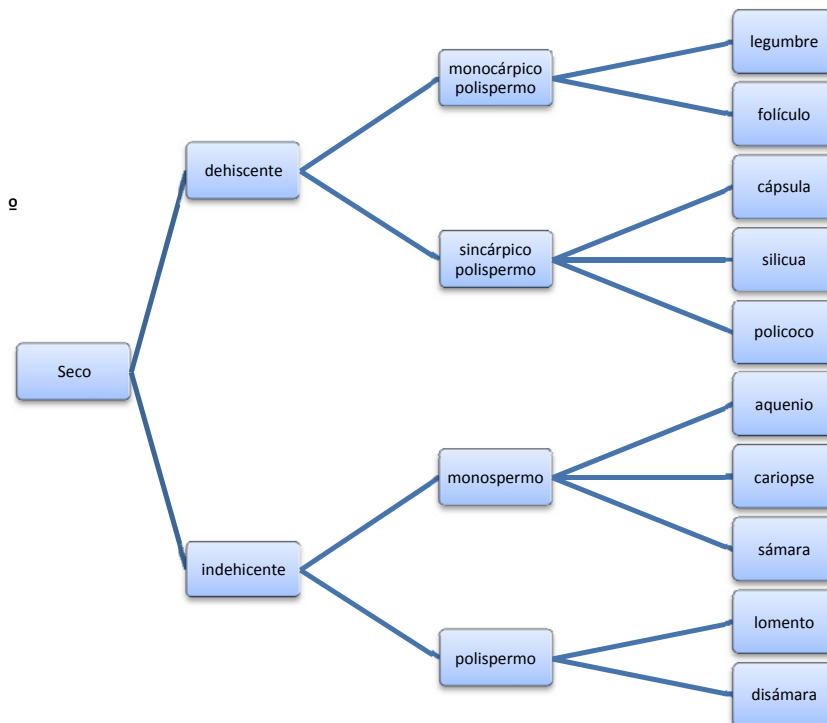 Seco
dehiscente
monocárpico
polispermo
legumbre
folículo
sincárpico
polispermo
cápsula
silicua
policoco
indehicente
monospermo
aquenio
cariopse
sámara
polispermo
lomento
disámara
º